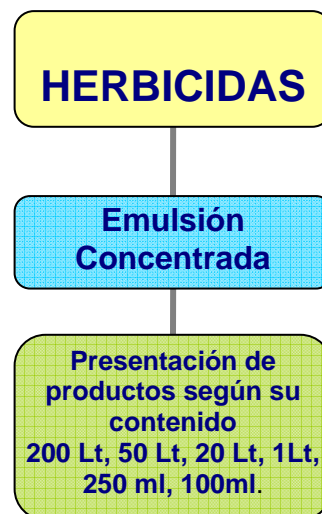 HERBICIDAS
Emulsión
Concentrada
Presentación de
productos según su
contenido
200 Lt, 50 Lt, 20 Lt, 1Lt,
250 ml, 100ml.